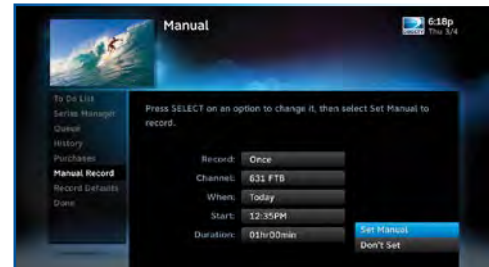 Manual
6:18p
Thu 3/4
To Do List
Series Manager
Queue
History
Purchases
Manual Record
Record Defaults
Done
Press SELECT on an option to change it, then select Set Manual to
record.
Record: Once
Channel: 631 FTB
When: Today
Start: 12:35PM
Duration: 01hr00min
Set Manual
Don't Set